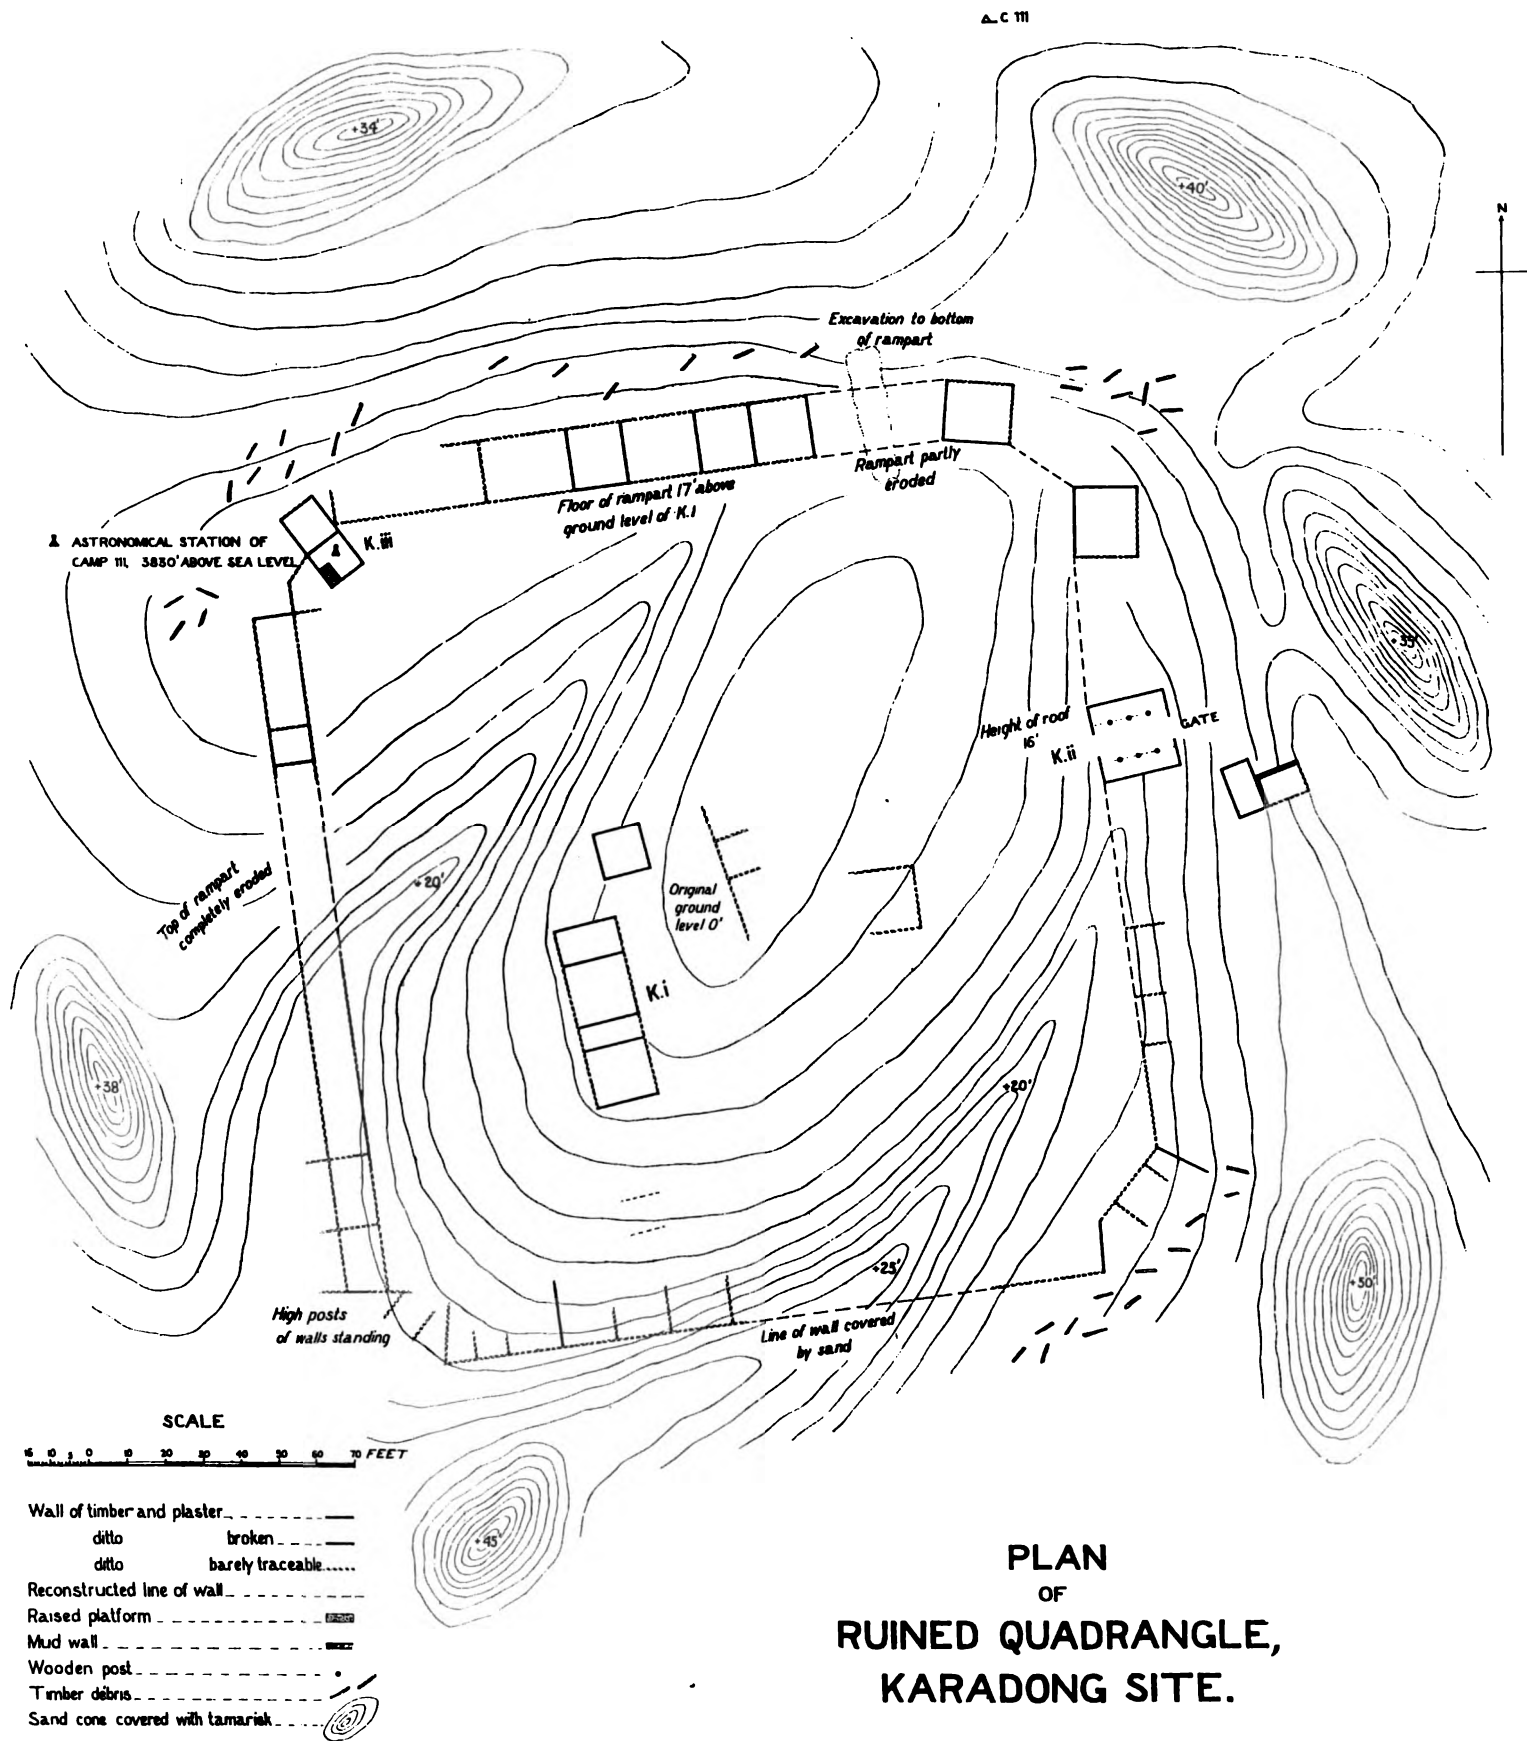 C 111
+34'
+40'
N
Excavation to bottom
of rampart
Rampart partly
eroded
Floor of rampart 17' above
ground level of K.I
ASTRONOMICAL STATION OF
CAMP 111, 3830' ABOVE SEA LEVEL
K.iii
+35'
Height of roof
16'
K.ii
GATE
+20'
Top of rampart
completely eroded
Original
ground
level 0'
K.i
+38'
+20'
+25'
+50'
High posts
of walls standing
Line of wall covered
by sand
SCALE
15 10 5 0 10 20 30 40 50 60 70 FEET
+45'
Wall of timber and plaster
ditto broken
ditto barely traceable
Reconstructed line of wall
Raised platform
Mud wall
Wooden post
Timber débris
Sand cone covered with tamarisk
PLAN
OF
RUINED QUADRANGLE,
KARADONG SITE.